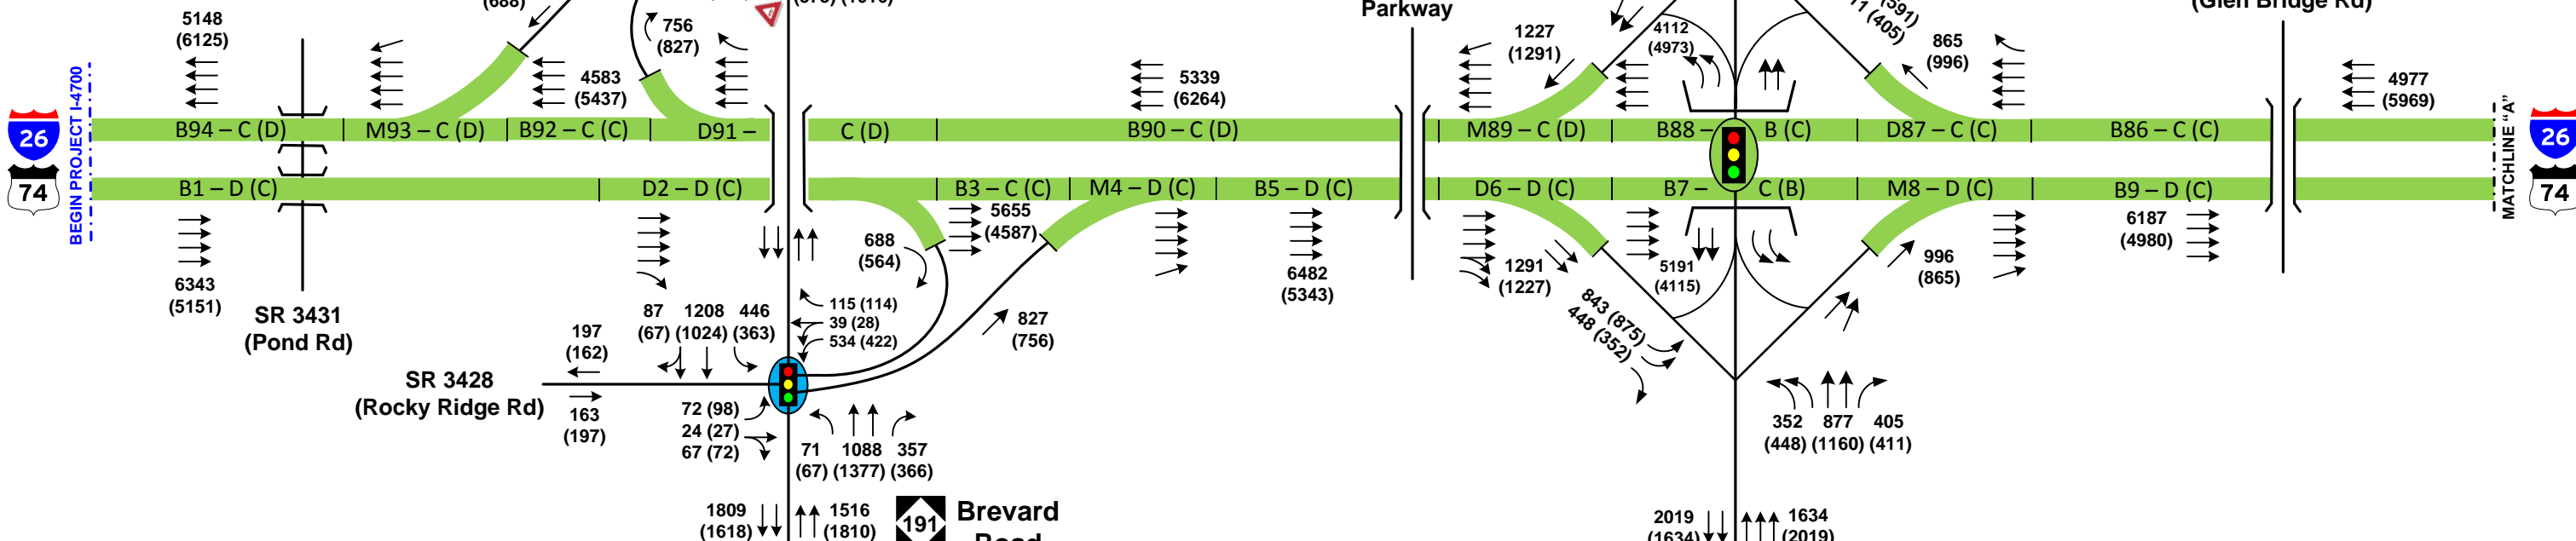 (688)
(Glen Bridge Rd)
Parkway
5148
(6125)
756
(827)
4583
(5437)
5339
(6264)
1227
(1291)
4112
(4973)
(405)
865
(996)
4977
(5969)
BEGIN PROJECT I-4700
26
74
B94 – C (D)
M93 – C (D)
B92 – C (C)
D91 – C (D)
B90 – C (D)
M89 – C (D)
B88 – B (C)
D87 – C (C)
B86 – C (C)
MATCHLINE “A”
26
74
B1 – D (C)
D2 – D (C)
B3 – C (C)
M4 – D (C)
B5 – D (C)
D6 – D (C)
B7 – C (B)
M8 – D (C)
B9 – D (C)
6343
(5151)
SR 3431
(Pond Rd)
688
(564)
5655
(4587)
6482
(5343)
1291
(1227)
5191
(4115)
843 (875)
448 (352)
996
(865)
6187
(4980)
87 1208 446
(67) (1024) (363)
115 (114)
39 (28)
534 (422)
827
(756)
197
(162)
SR 3428
(Rocky Ridge Rd)
163
(197)
72 (98)
24 (27)
67 (72)
71 1088 357
(67) (1377) (366)
352 877 405
(448) (1160) (411)
1809
(1618)
1516
(1810)
191
Brevard
2019
(1634)
1634
(2019)